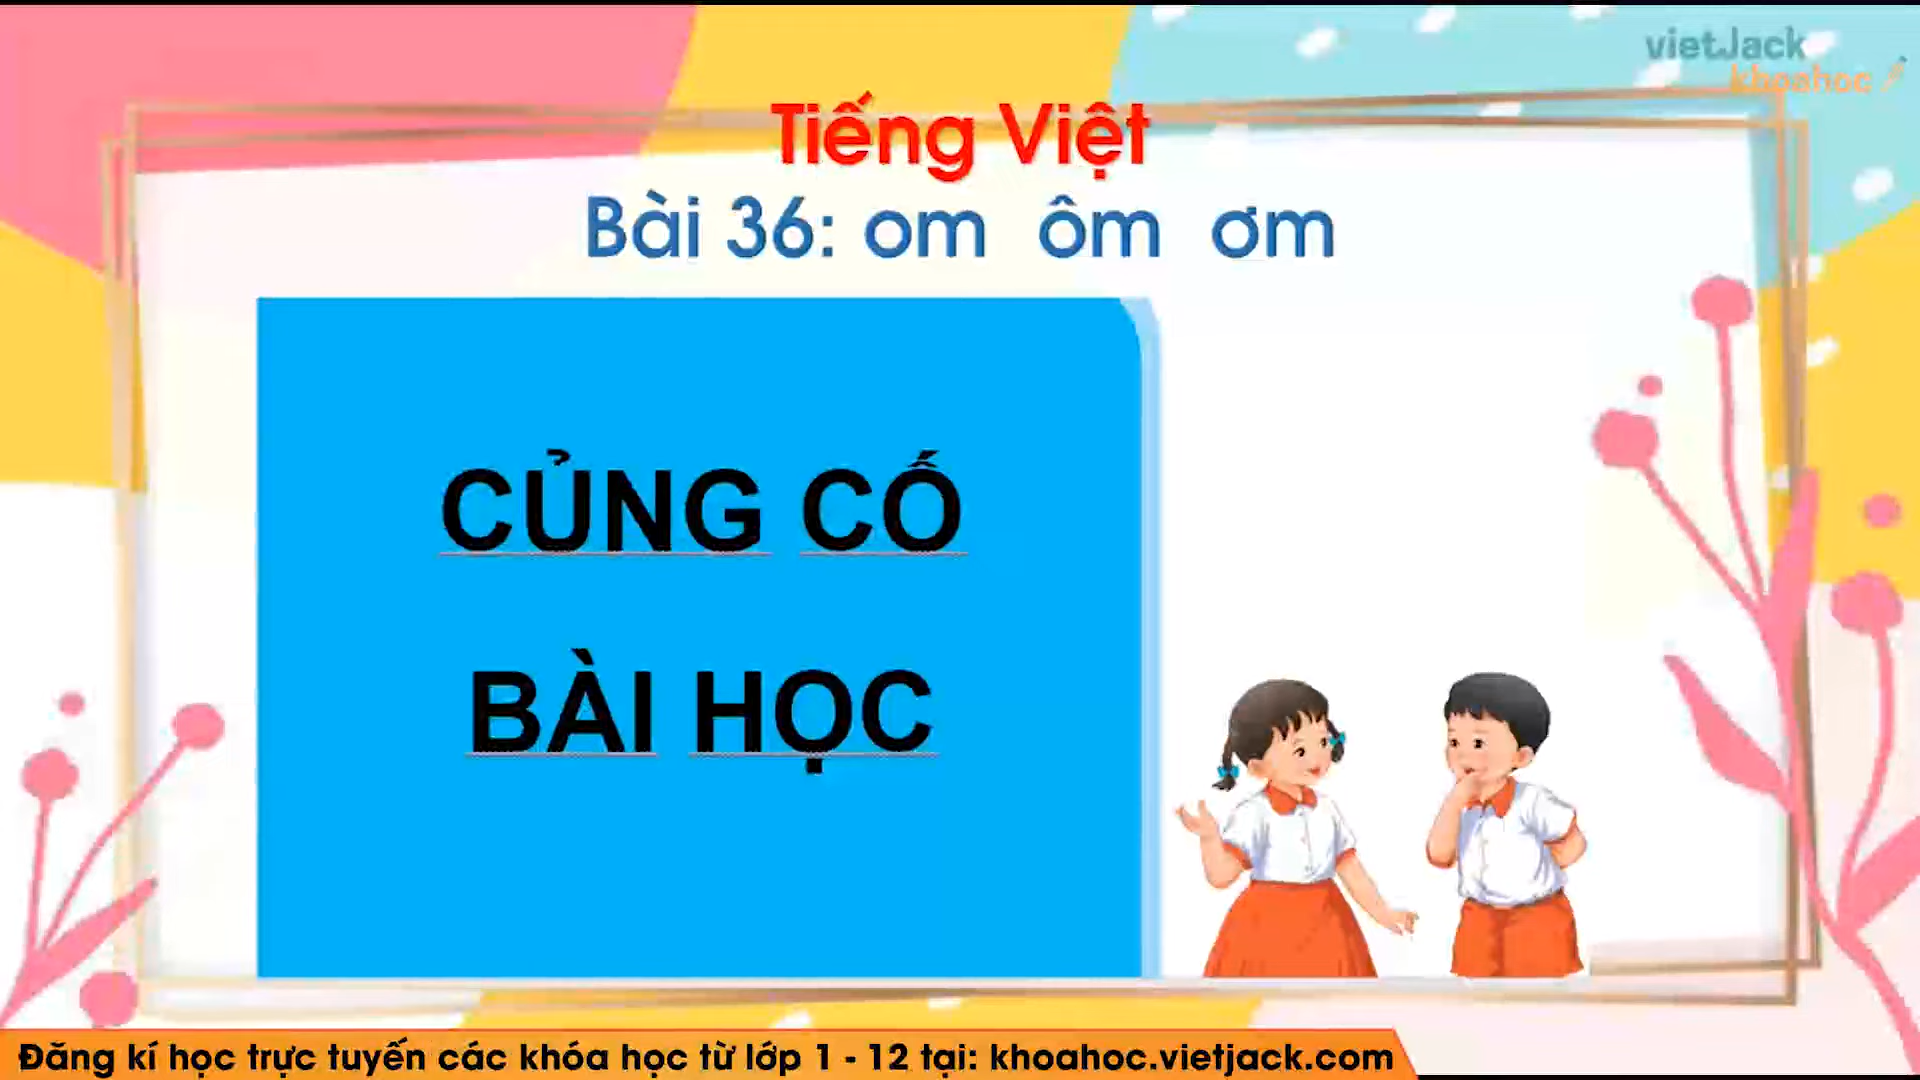 vietJack
khoahoc
Tiếng Việt
Bài 36: om ôm ơm
CỦNG CỐ
BÀI HỌC
Đăng kí học trực tuyến các khóa học từ lớp 1 - 12 tại: khoahoc.vietjack.com